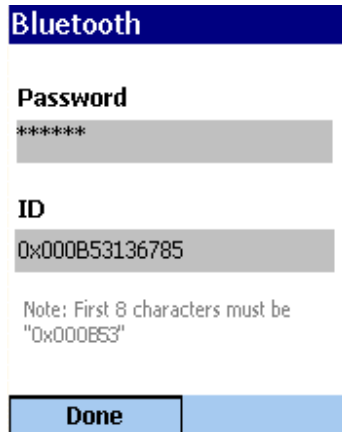 Bluetooth
Password
******
ID
0x000B53136785
Note: First 8 characters must be
"0x000B53"
Done